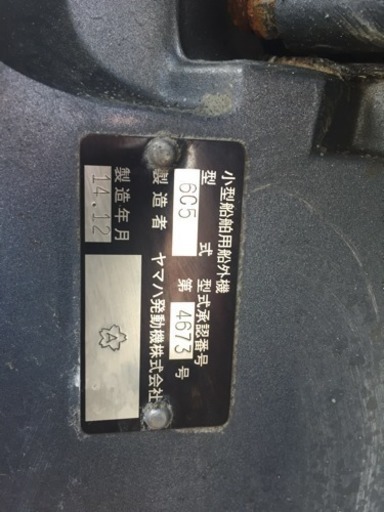 小型船舶用船外機
型式承認番号
型 6C5 式 第 4673 号
製造者 ヤマハ発動機株式会社
製造年月
14.12
A